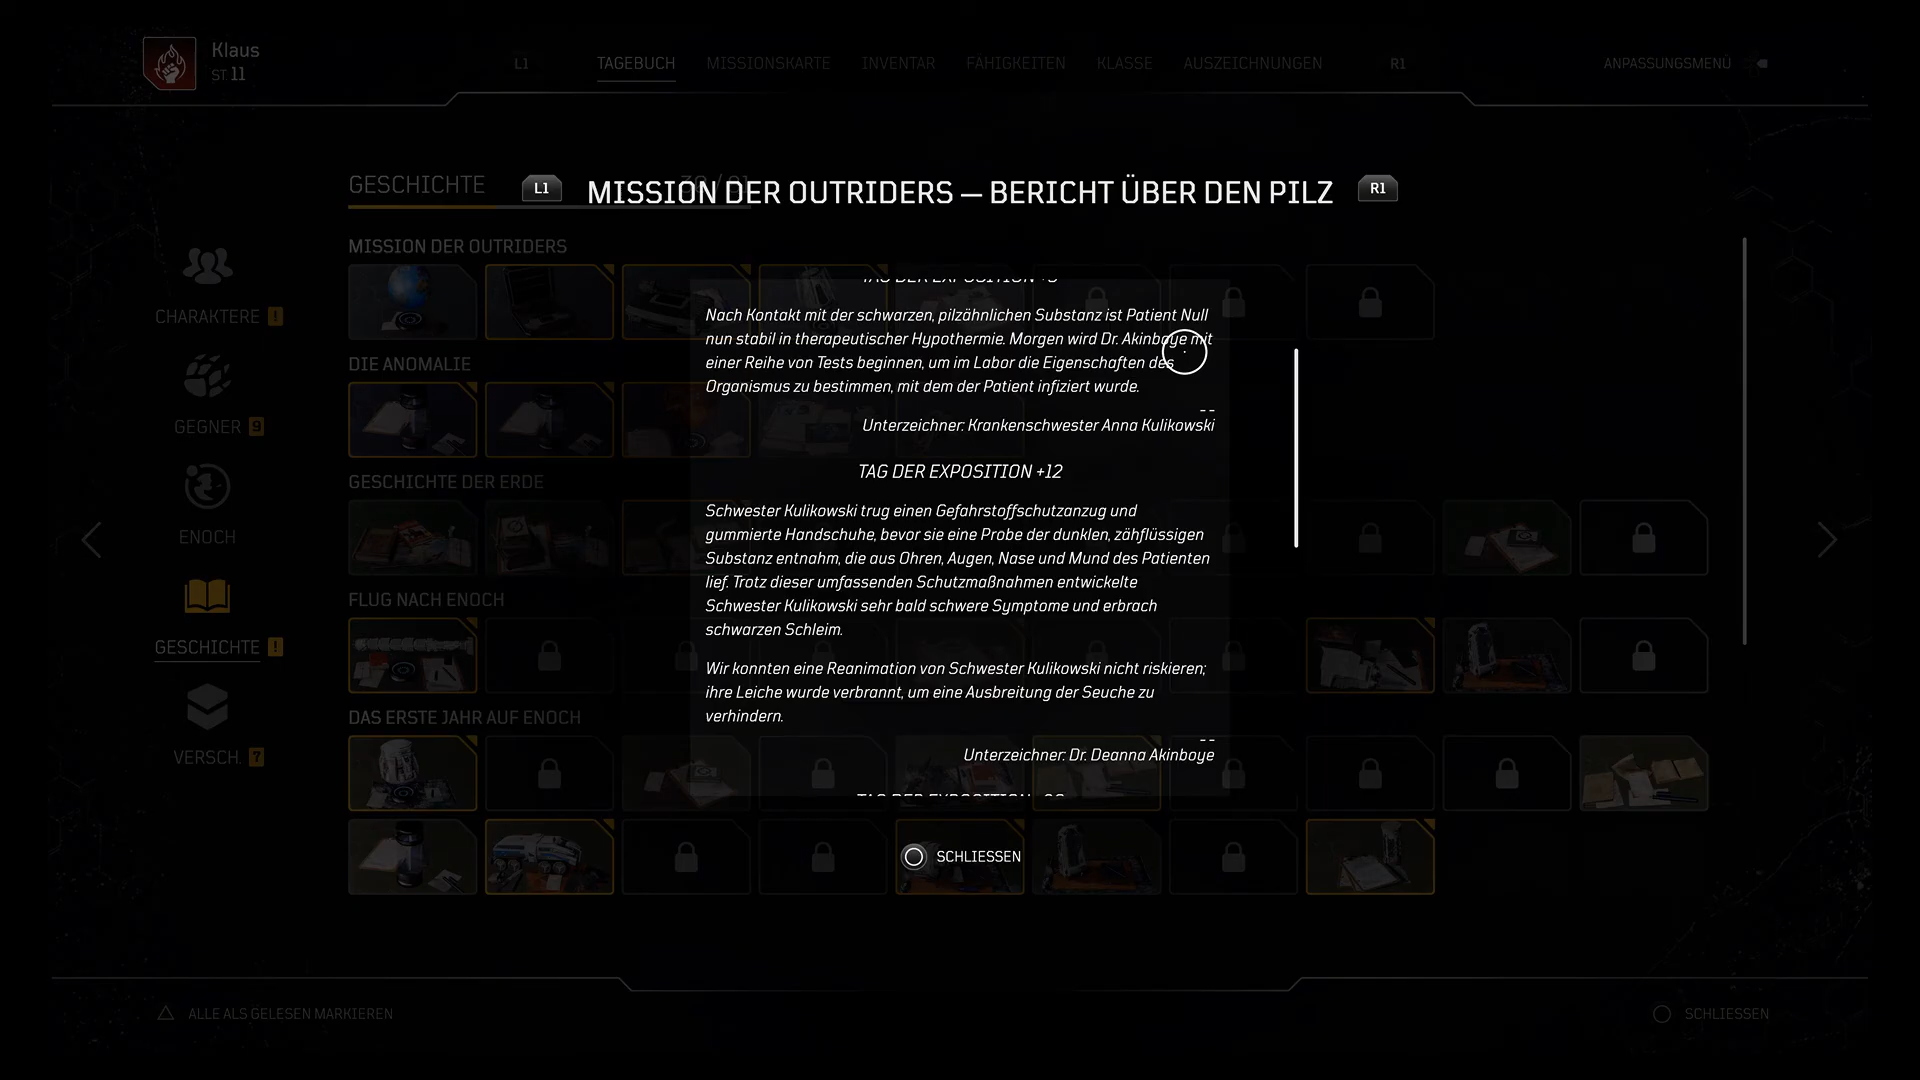 Klaus
ST. 11
L1
TAGEBUCH
MISSIONSKARTE
INVENTAR
FÄHIGKEITEN
KLASSE
AUSZEICHNUNGEN
R1
ANPASSUNGSMENÜ
GESCHICHTE
L1
MISSION DER OUTRIDERS — BERICHT ÜBER DEN PILZ
R1
MISSION DER OUTRIDERS
DIE ANOMALIE
GESCHICHTE DER ERDE
FLUG NACH ENOCH
DAS ERSTE JAHR AUF ENOCH
CHARAKTERE !
GEGNER 9
ENOCH
GESCHICHTE !
VERSCH. 7
TAG DER EXPOSITION
Nach Kontakt mit der schwarzen, pilzähnlichen Substanz ist Patient Null
nun stabil in therapeutischer Hypothermie. Morgen wird Dr. Akinboye mit
einer Reihe von Tests beginnen, um im Labor die Eigenschaften des
Organismus zu bestimmen, mit dem der Patient infiziert wurde.
--
Unterzeichner: Krankenschwester Anna Kulikowski
TAG DER EXPOSITION +12
Schwester Kulikowski trug einen Gefahrstoffschutzanzug und
gummierte Handschuhe, bevor sie eine Probe der dunklen, zähflüssigen
Substanz entnahm, die aus Ohren, Augen, Nase und Mund des Patienten
lief. Trotz dieser umfassenden Schutzmaßnahmen entwickelte
Schwester Kulikowski sehr bald schwere Symptome und erbrach
schwarzen Schleim.
Wir konnten eine Reanimation von Schwester Kulikowski nicht riskieren;
ihre Leiche wurde verbrannt, um eine Ausbreitung der Seuche zu
verhindern.
--
Unterzeichner: Dr. Deanna Akinboye
TAG DER EXPOSITION
SCHLIESSEN
ALLE ALS GELESEN MARKIEREN
SCHLIESSEN